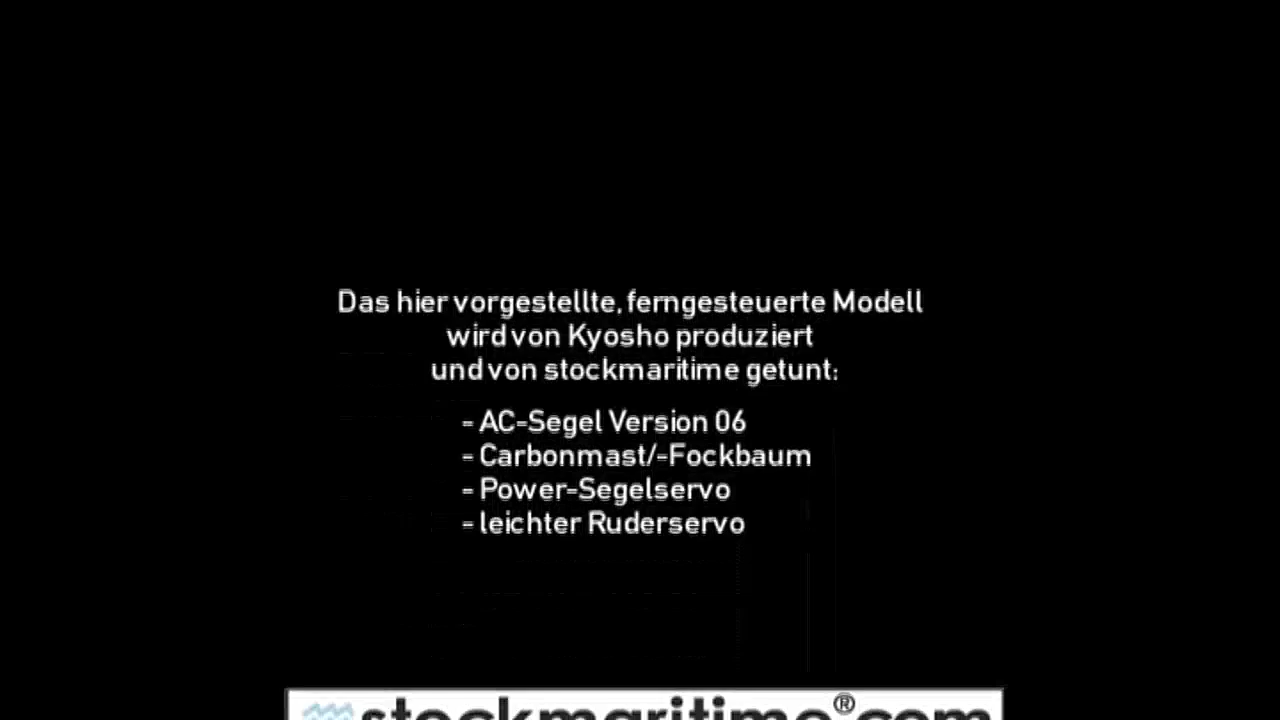 Das hier vorgestellte, ferngesteuerte Modell
wird von Kyosho produziert
und von stockmaritime getunt:
- AC-Segel Version 06
- Carbonmast/-Fockbaum
- Power-Segelservo
- leichter Ruderservo
stockmaritime®com